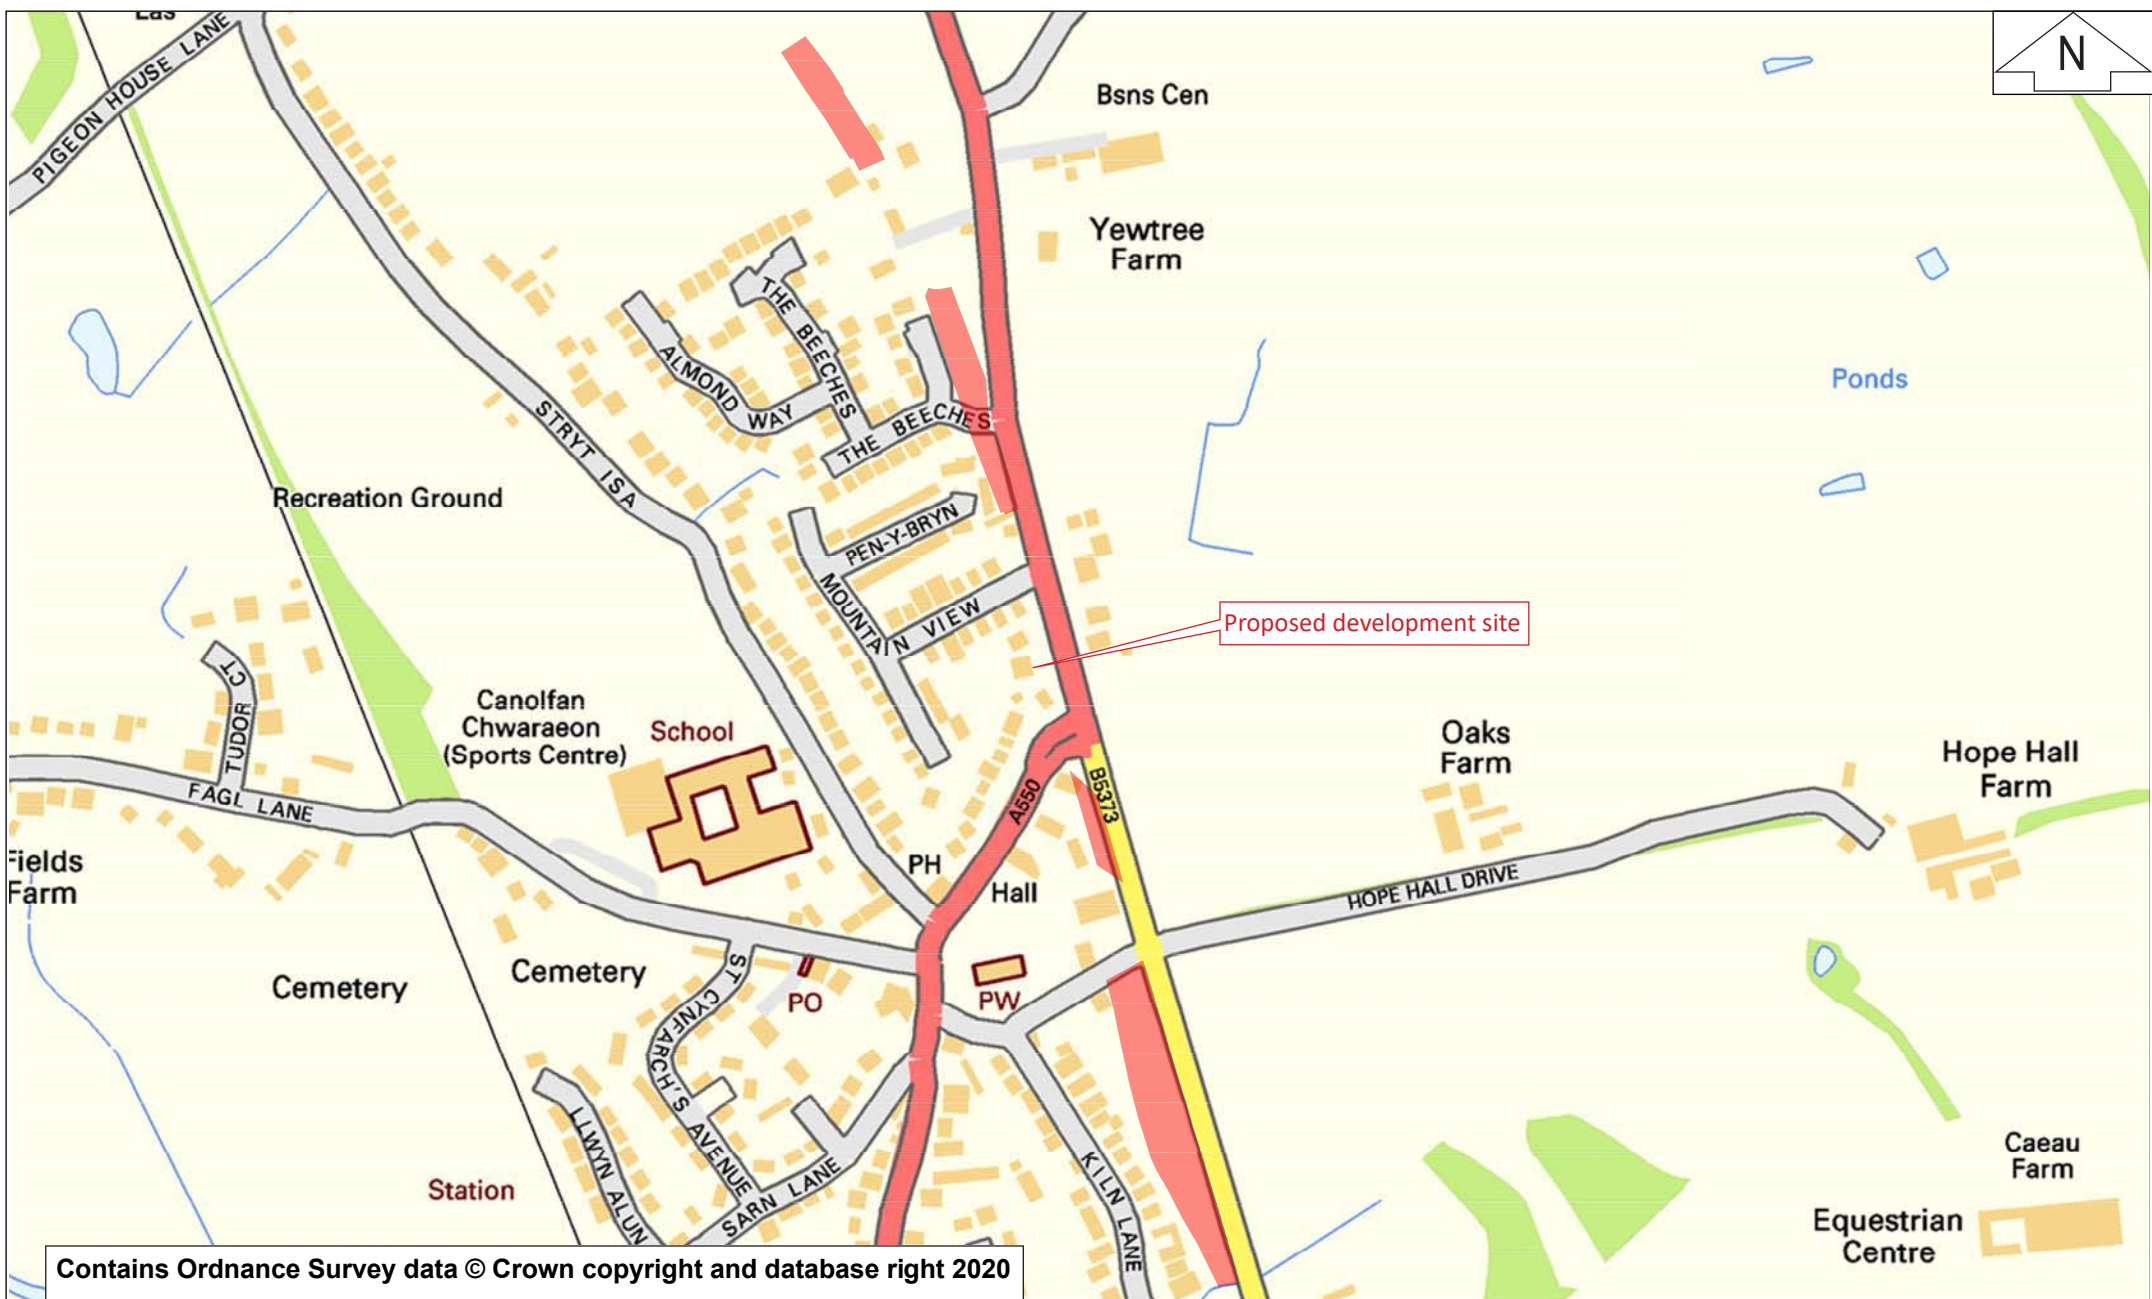 Las
PIGEON HOUSE LANE
N
Bsns Cen
Yewtree
Farm
THE BEECHES
ALMOND WAY
THE BEECHES
Ponds
STRYT ISA
Recreation Ground
PEN-Y-BRYN
MOUNTAIN VIEW
Proposed development site
TUDOR CT
Canolfan
Chwaraeon
(Sports Centre)
School
Oaks
Farm
Hope Hall
Farm
FAGL LANE
A550
B5373
Fields
Farm
PH
Hall
HOPE HALL DRIVE
Cemetery
Cemetery
PO
PW
ST CYNFARCH'S AVENUE
LLWYN ALUN
SARN LANE
KILN LANE
Station
Caeau
Farm
Equestrian
Centre
Contains Ordnance Survey data © Crown copyright and database right 2020